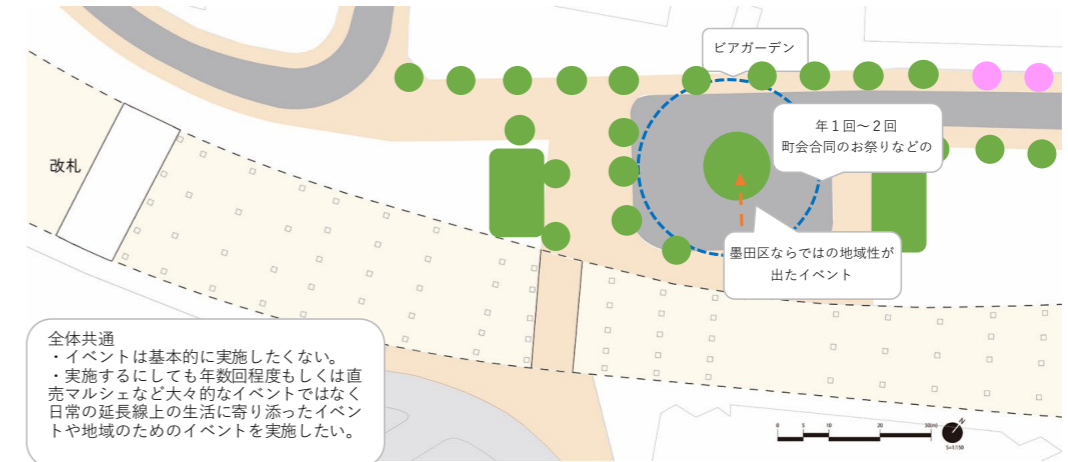 ビアガーデン
年１回～２回
町会合同のお祭りなどの
改札
墨田区ならではの地域性が
出たイベント
全体共通
・イベントは基本的に実施したくない。
・実施するにしても年数回程度もしくは直
売マルシェなど大々的なイベントではなく
日常の延長線上の生活に寄り添ったイベン
トや地域のためのイベントを実施したい。
0 5 10 20 30(m)
N
S=1:150